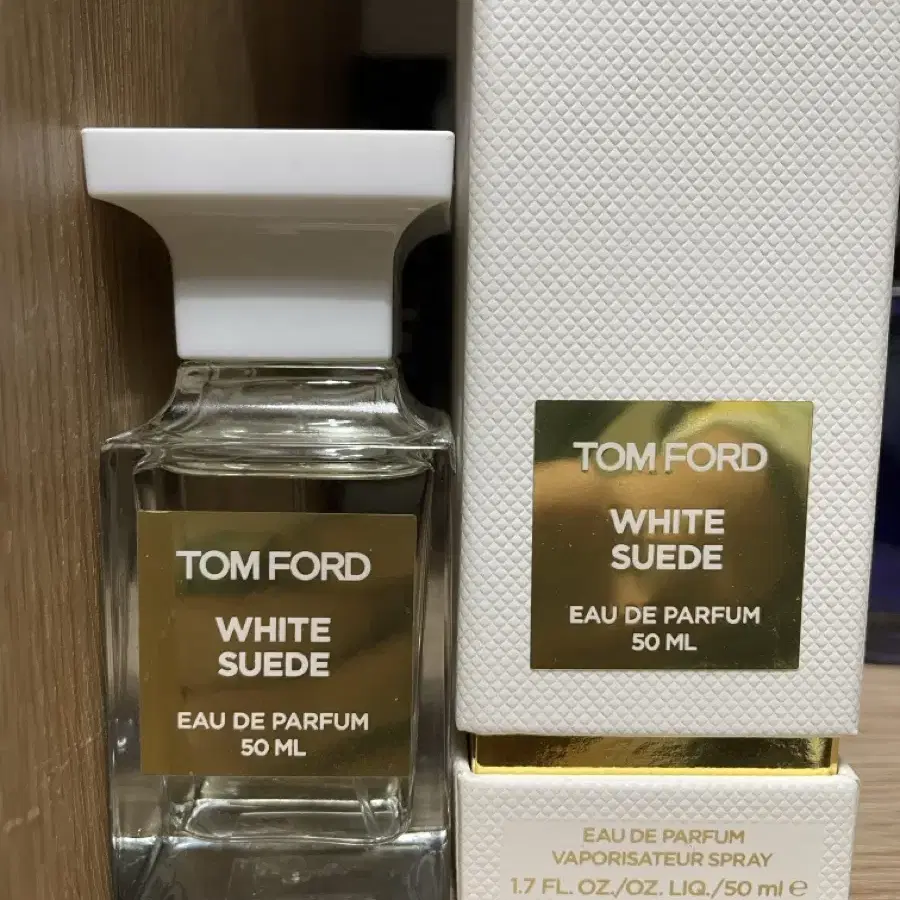 TOM FORD
WHITE
SUEDE
EAU DE PARFUM
50 ML
TOM FORD
WHITE
SUEDE
EAU DE PARFUM
50 ML
EAU DE PARFUM
VAPORISATEUR SPRAY
1.7 FL. OZ./OZ. LIQ./50 ml ℮